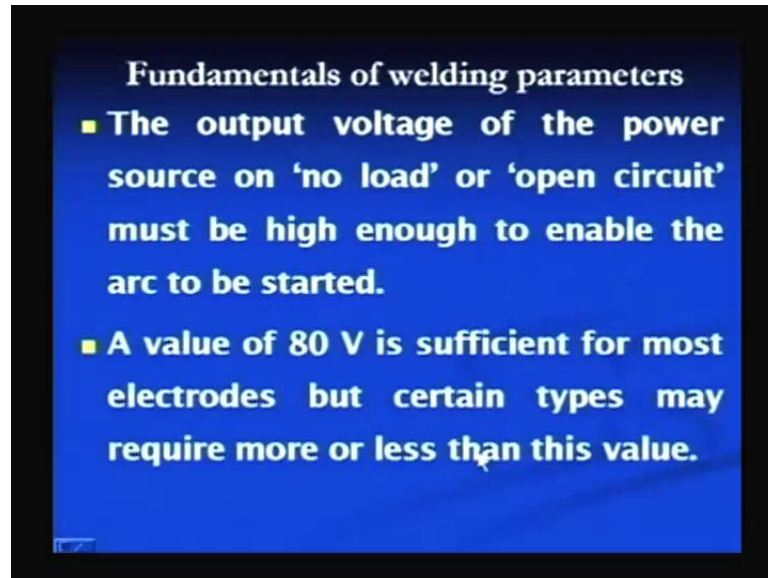 Fundamentals of welding parameters
The output voltage of the power
source on ‘no load’ or ‘open circuit’
must be high enough to enable the
arc to be started.
A value of 80 V is sufficient for most
electrodes but certain types may
require more or less than this value.